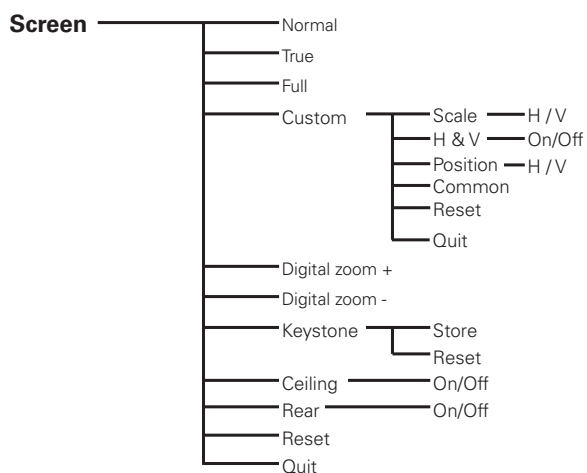 Screen Normal
True
Full
Custom Scale H / V
H & V On/Off
Position H / V
Common
Reset
Quit
Digital zoom +
Digital zoom -
Keystone Store
Reset
Ceiling On/Off
Rear On/Off
Reset
Quit